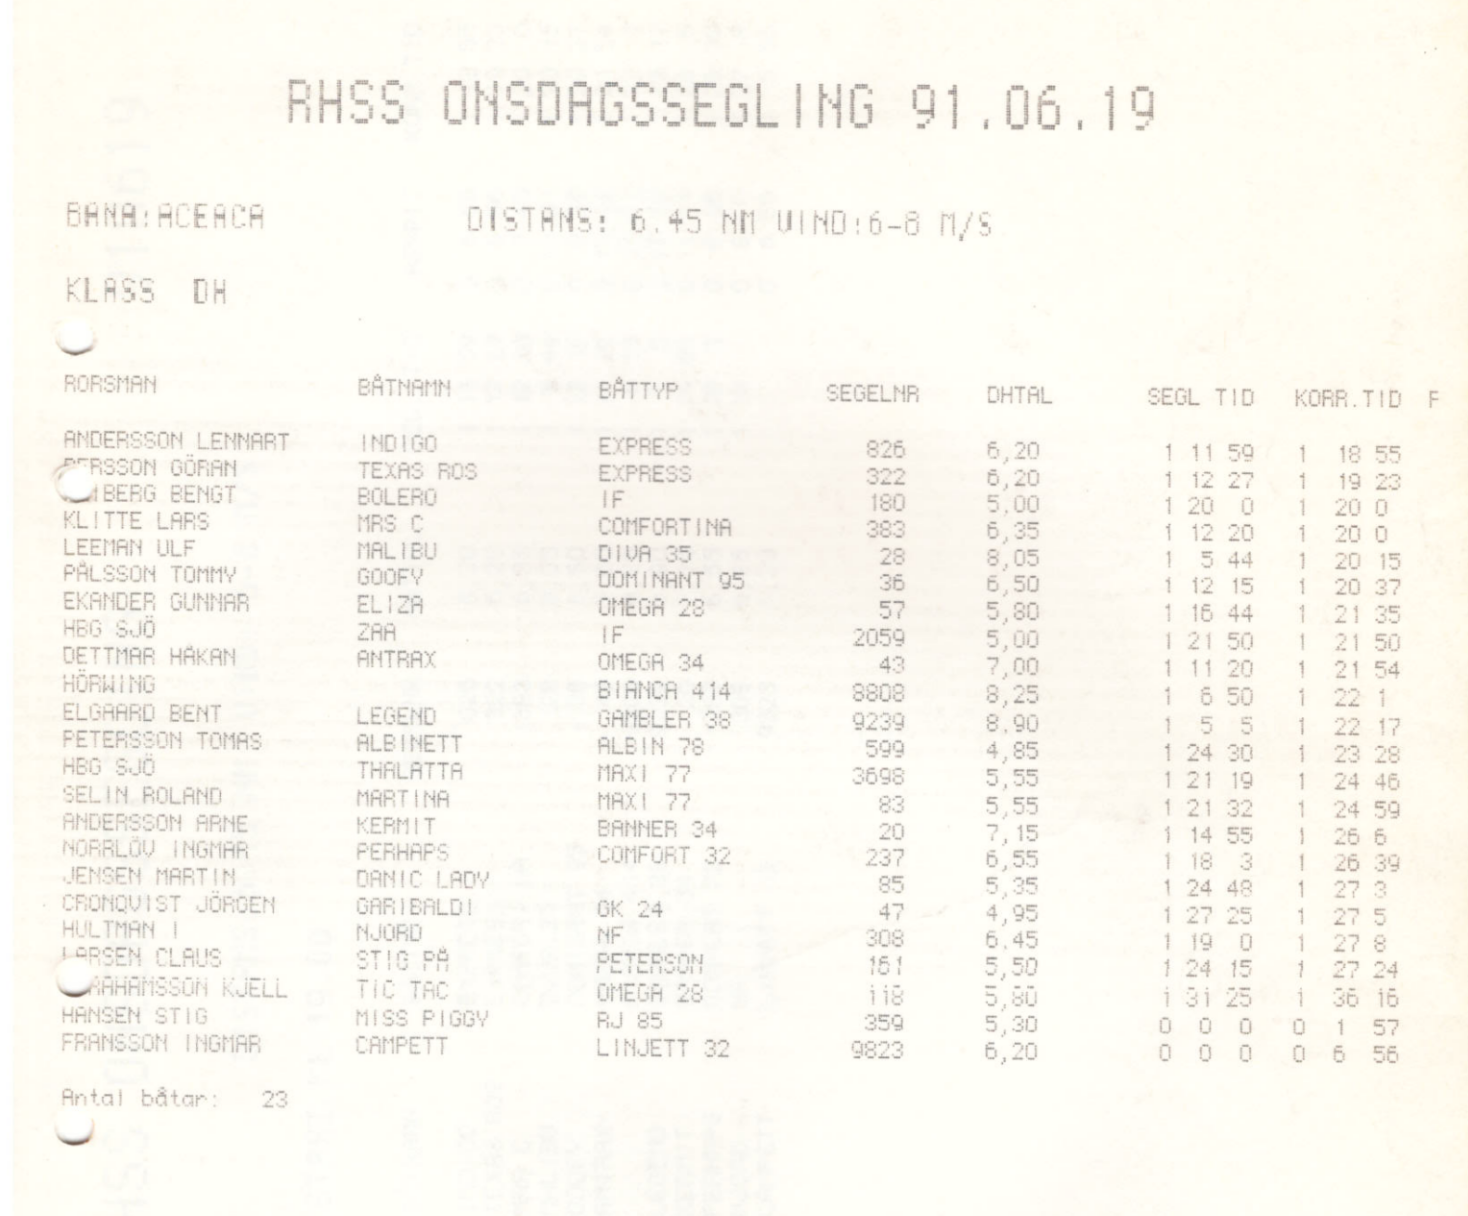 RHSS ONSDAGSSEGLING 91.06.19
BANA:ACEACA DISTANS: 6.45 NM VIND:6-8 M/S
KLASS DH
RORSMAN BÅTNAMN BÅTTYP SEGELNR DHTAL SEGL TID KORR.TID F
ANDERSSON LENNART INDIGO EXPRESS 826 6,20 1 11 59 1 18 55
PERSSON GÖRAN TEXAS ROS EXPRESS 322 6,20 1 12 27 1 19 23
BENGT BOLERO IF 180 5,00 1 20 0 1 20 0
KLITTE LARS MRS C COMFORTINA 383 6,35 1 12 20 1 20 0
LEEMAN ULF MALIBU DIVA 35 28 8,05 1 5 44 1 20 15
PÅLSSON TOMMY GOOFY DOMINANT 95 36 6,50 1 12 15 1 20 37
EKANDER GUNNAR ELIZA OMEGA 28 57 5,80 1 16 44 1 21 35
HBG SJÖ ZAA IF 2059 5,00 1 21 50 1 21 50
DETTMAR HÅKAN ANTRAX OMEGA 34 43 7,00 1 11 20 1 21 54
HÖRWING BIANCA 414 8808 8,25 1 6 50 1 22 1
ELGAARD BENT LEGEND GAMBLER 38 9239 8.90 1 5 5 1 22 17
PETERSSON TOMAS ALBINETT ALBIN 78 599 4,85 1 24 30 1 23 28
HBG SJÖ THALATTA MAXI 77 3698 5,55 1 21 19 1 24 46
SELIN ROLAND MARTINA MAXI 77 83 5,55 1 21 32 1 24 59
ANDERSSON ARNE KERMIT BANNER 34 20 7,15 1 14 55 1 26 6
NORRLÖV INGMAR PERHAPS COMFORT 32 237 6,55 1 18 3 1 26 39
JENSEN MARTIN DANIC LADY 85 5,35 1 24 48 1 27 3
CRONQVIST JÖRGEN GARIBALDI OK 24 47 4,95 1 27 25 1 27 5
HULTMAN I NJORD NF 308 6.45 1 19 0 1 27 8
LARSEN CLAUS STIG PÅ PETERSON 161 5,50 1 24 15 1 27 24
KJELL TIC TAC OMEGA 28 118 5,80 1 31 25 1 36 16
HANSEN STIG MISS PIGGY RJ 85 359 5,30 0 0 0 0 1 57
FRANSSON INGMAR CAMPETT LINJETT 32 9823 6,20 0 0 0 0 6 56
Antal båtar: 23